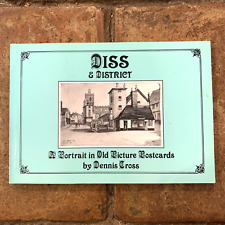 DISS
& DISTRICT
A Portrait in Old Picture Postcards
by Dennis Cross